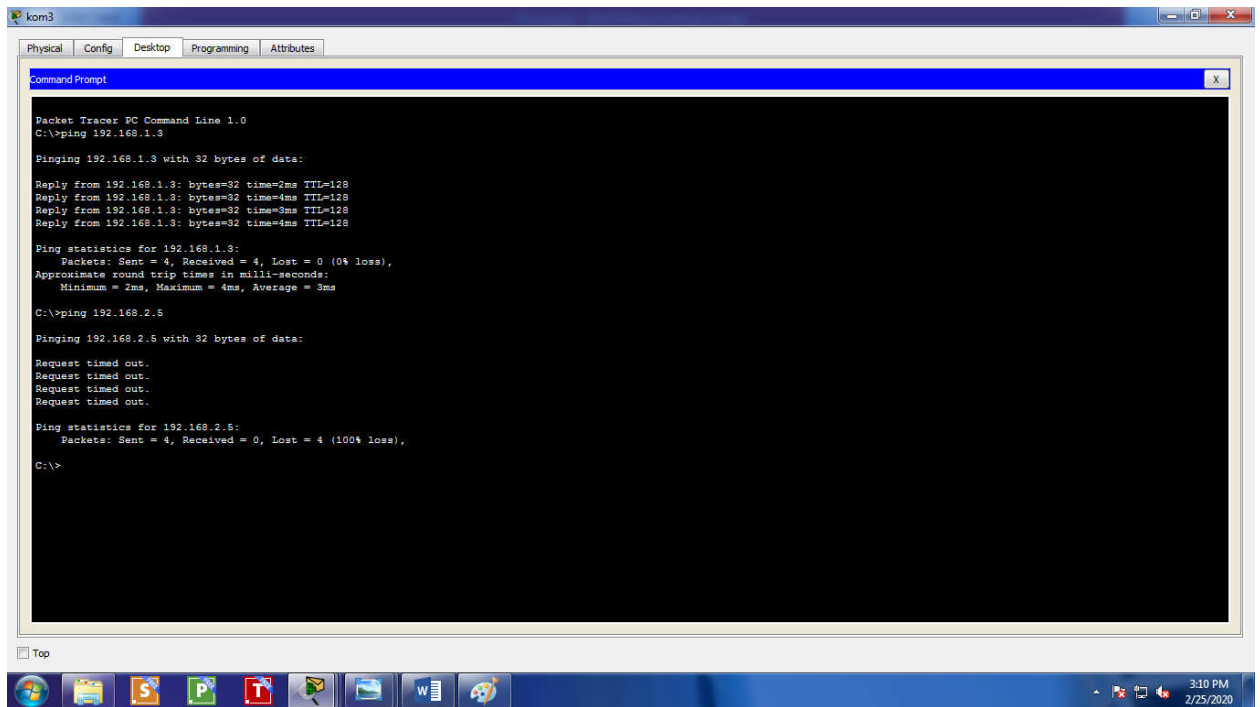 kom3
Physical Config Desktop Programming Attributes
Command Prompt
X
Packet Tracer PC Command Line 1.0
C:\>ping 192.168.1.3
Pinging 192.168.1.3 with 32 bytes of data:
Reply from 192.168.1.3: bytes=32 time=2ms TTL=128
Reply from 192.168.1.3: bytes=32 time=4ms TTL=128
Reply from 192.168.1.3: bytes=32 time=3ms TTL=128
Reply from 192.168.1.3: bytes=32 time=4ms TTL=128
Ping statistics for 192.168.1.3:
Packets: Sent = 4, Received = 4, Lost = 0 (0% loss),
Approximate round trip times in milli-seconds:
Minimum = 2ms, Maximum = 4ms, Average = 3ms
C:\>ping 192.168.2.5
Pinging 192.168.2.5 with 32 bytes of data:
Request timed out.
Request timed out.
Request timed out.
Request timed out.
Ping statistics for 192.168.2.5:
Packets: Sent = 4, Received = 0, Lost = 4 (100% loss),
C:\>
Top
S P T W
3:10 PM
2/25/2020